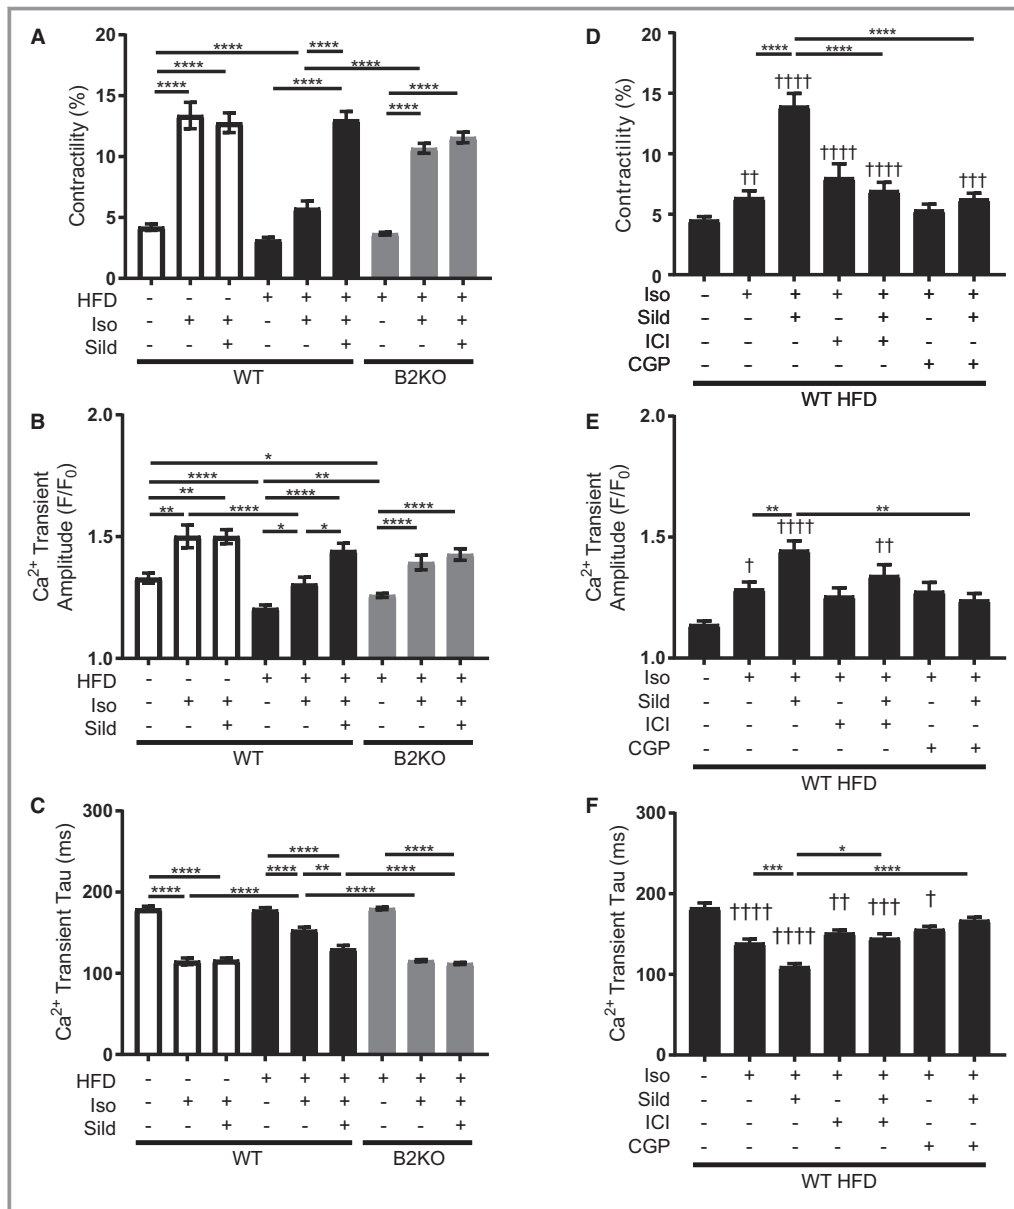 A
Contractility (%)
20
15
10
5
0
****
****
****
****
****
****
****
****
****
HFD - - - + + + + + +
Iso - + + - + + - + +
Sild - - + - - + - - +
WT B2KO
B
Ca2+ Transient
Amplitude (F/F0)
2.0
1.5
1.0
*
**** **
** ****
** **** * * **** ****
HFD - - - + + + + + +
Iso - + + - + + - + +
Sild - - + - - + - - +
WT B2KO
C
Ca2+ Transient Tau (ms)
300
200
100
0
**** ****
**** **** ** ****
**** **** ****
HFD - - - + + + + + +
Iso - + + - + + - + +
Sild - - + - - + - - +
WT B2KO
D
Contractility (%)
20
15
10
5
0
****
**** ****
†† †††† †††† †††† †††
Iso - + + + + + +
Sild - - + - + - +
ICI - - - + + - -
CGP - - - - - + +
WT HFD
E
Ca2+ Transient
Amplitude (F/F0)
2.0
1.5
1.0
** **
† †††† ††
Iso - + + + + + +
Sild - - + - + - +
ICI - - - + + - -
CGP - - - - - + +
WT HFD
F
Ca2+ Transient Tau (ms)
300
200
100
0
*
*** ****
†††† †††† †† ††† †
Iso - + + + + + +
Sild - - + - + - +
ICI - - - + + - -
CGP - - - - - + +
WT HFD